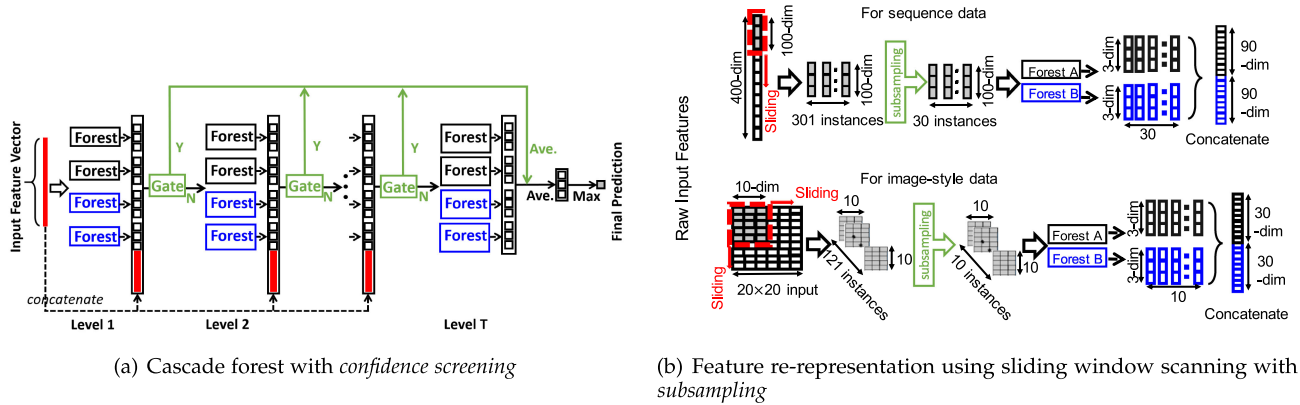 Input Feature Vector
Forest
Forest
Forest
Forest
concatenate
Level 1
Y
Gate
N
Forest
Forest
Forest
Forest
Level 2
Y
Gate
N
Y
Gate
N
Forest
Forest
Forest
Forest
Level T
Ave.
Ave.
Max
Final Prediction
(a) Cascade forest with confidence screening
Raw Input Features
For sequence data
400-dim
100-dim
Sliding
100-dim
301 instances
subsampling
100-dim
30 instances
Forest A
Forest B
3-dim
3-dim
30
90
-dim
90
-dim
Concatenate
For image-style data
10-dim
Sliding
Sliding
20×20 input
10
10
121 instances
subsampling
10
10
10 instances
Forest A
Forest B
3-dim
3-dim
10
30
-dim
30
-dim
Concatenate
(b) Feature re-representation using sliding window scanning with
subsampling